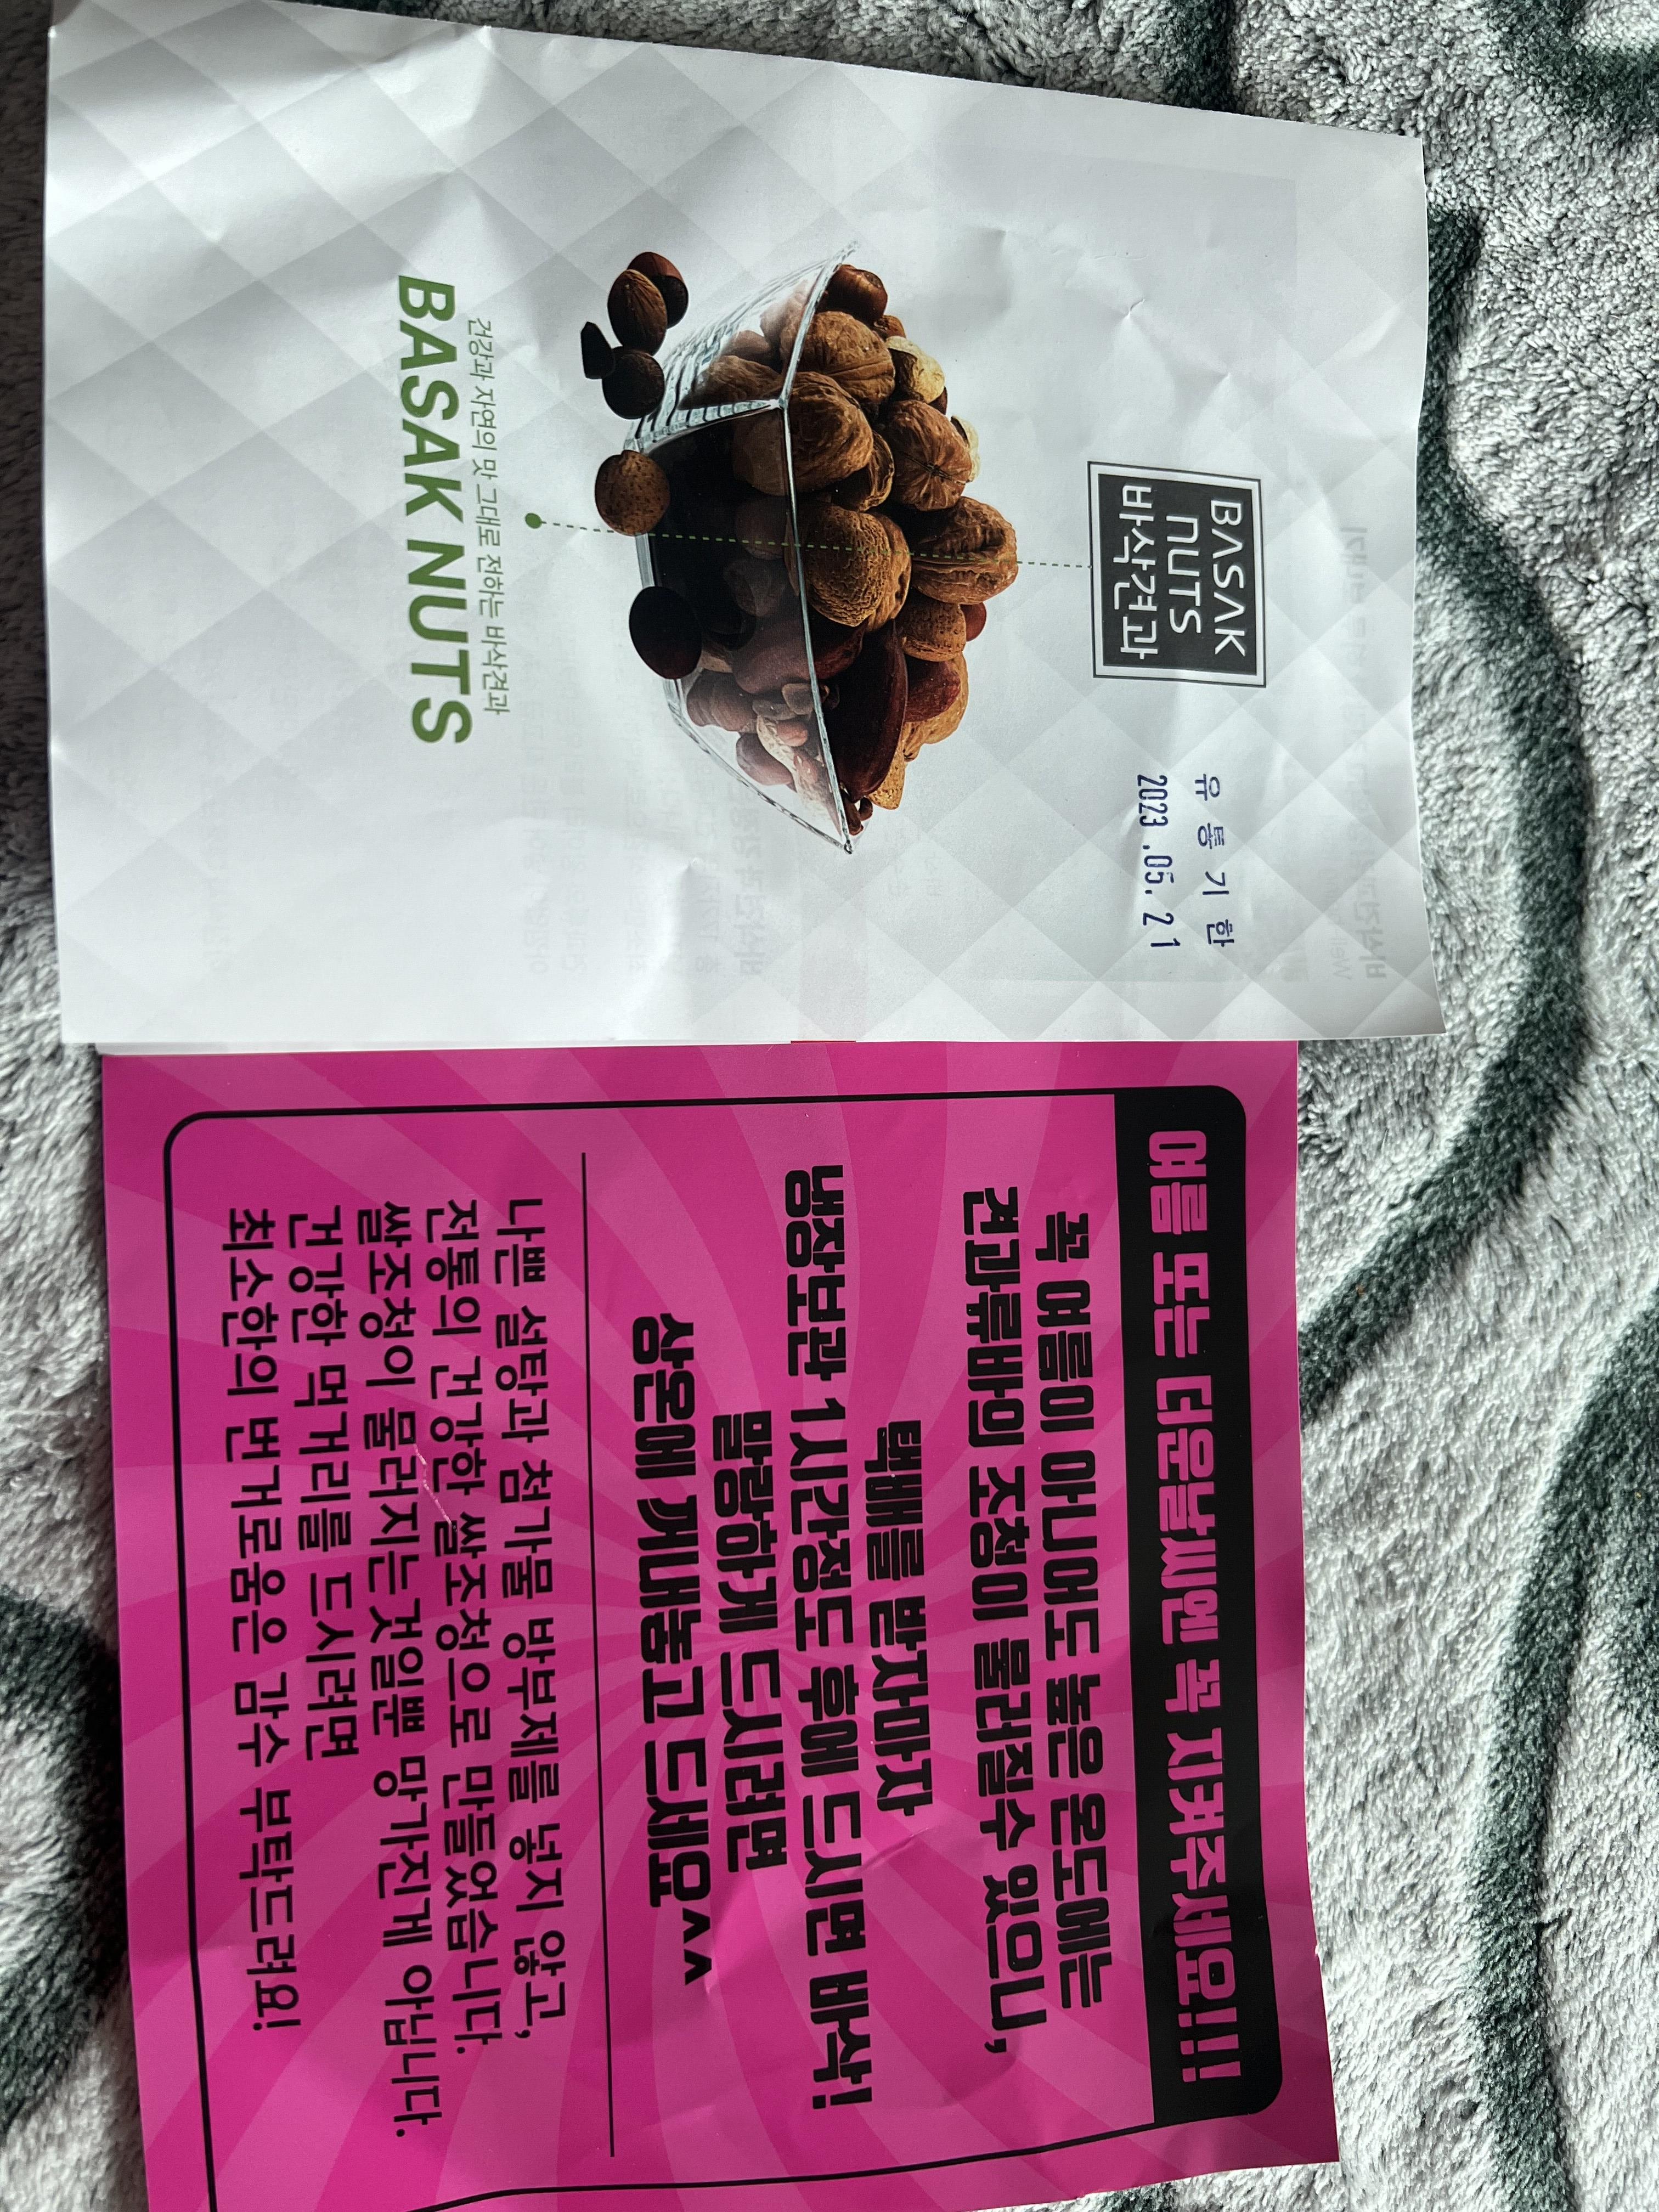 BASAK
nUTS
바삭견과
유통기한
2023.05.21
건강과 자연의 맛 그대로 전하는 바삭견과
BASAK NUTS
여름 또는 더운날씨엔 꼭 지켜주세요!!!
꼭 여름이 아니어도 높은 온도에는
견과류바의 조청이 물러질수 있으니,
택배를 받자마자
냉장보관 1시간정도 후에 드시면 바삭!
말랑하게 드시려면
상온에 꺼내놓고 드세요^^
나쁜 설탕과 첨가물 방부제를 넣지 않고,
전통의 건강한 쌀조청으로 만들었습니다.
쌀조청이 물러지는것일뿐 망가진게 아닙니다.
건강한 먹거리를 드시려면
최소한의 번거로움은 감수 부탁드려요!